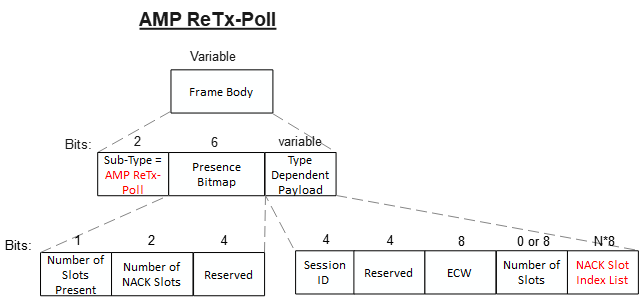 AMP ReTx-Poll
Variable
Frame Body
Bits: 2 6 variable
Sub-Type =
AMP ReTx-
Poll
Presence
Bitmap
Type
Dependent
Payload
Bits: 1 2 4
Number of
Slots
Present
Number of
NACK Slots
Reserved
4 4 8 0 or 8 N*8
Session
ID
Reserved
ECW
Number of
Slots
NACK Slot
Index List